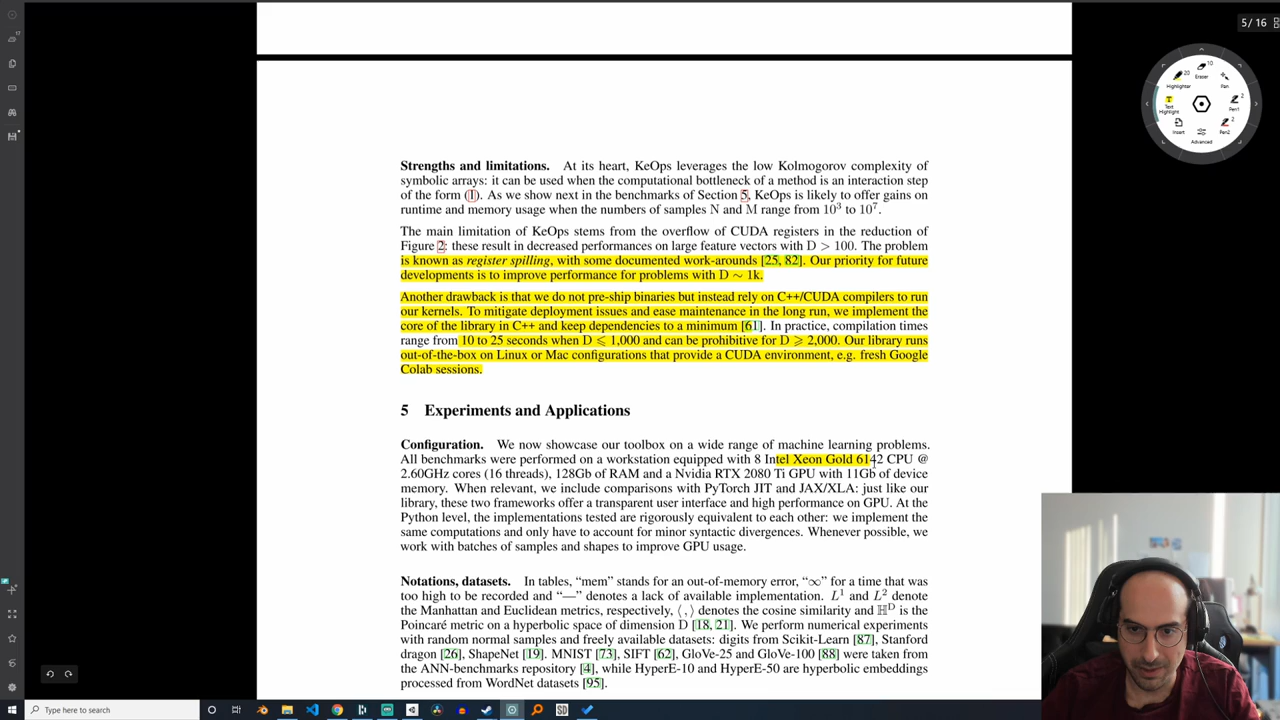 5/ 16
Highlighter
20
Eraser
10
Pan
Text
Highlight
Pen1
2
Insert
Pen2
2
Advanced
Strengths and limitations. At its heart, KeOps leverages the low Kolmogorov complexity of
symbolic arrays: it can be used when the computational bottleneck of a method is an interaction step
of the form (1). As we show next in the benchmarks of Section 5, KeOps is likely to offer gains on
runtime and memory usage when the numbers of samples N and M range from 10³ to 10⁷.
The main limitation of KeOps stems from the overflow of CUDA registers in the reduction of
Figure 2: these result in decreased performances on large feature vectors with D > 100. The problem
is known as register spilling, with some documented work-arounds [25, 82]. Our priority for future
developments is to improve performance for problems with D ∼ 1k.
Another drawback is that we do not pre-ship binaries but instead rely on C++/CUDA compilers to run
our kernels. To mitigate deployment issues and ease maintenance in the long run, we implement the
core of the library in C++ and keep dependencies to a minimum [61]. In practice, compilation times
range from 10 to 25 seconds when D ⩽ 1,000 and can be prohibitive for D ⩾ 2,000. Our library runs
out-of-the-box on Linux or Mac configurations that provide a CUDA environment, e.g. fresh Google
Colab sessions.
5 Experiments and Applications
Configuration. We now showcase our toolbox on a wide range of machine learning problems.
All benchmarks were performed on a workstation equipped with 8 Intel Xeon Gold 6142 CPU @
2.60GHz cores (16 threads), 128Gb of RAM and a Nvidia RTX 2080 Ti GPU with 11Gb of device
memory. When relevant, we include comparisons with PyTorch JIT and JAX/XLA: just like our
library, these two frameworks offer a transparent user interface and high performance on GPU. At the
Python level, the implementations tested are rigorously equivalent to each other: we implement the
same computations and only have to account for minor syntactic divergences. Whenever possible, we
work with batches of samples and shapes to improve GPU usage.
Notations, datasets. In tables, “mem” stands for an out-of-memory error, “∞” for a time that was
too high to be recorded and “—” denotes a lack of available implementation. L¹ and L² denote
the Manhattan and Euclidean metrics, respectively, ⟨ , ⟩ denotes the cosine similarity and ℍᴰ is the
Poincaré metric on a hyperbolic space of dimension D [18, 21]. We perform numerical experiments
with random normal samples and freely available datasets: digits from Scikit-Learn [87], Stanford
dragon [26], ShapeNet [19]. MNIST [73], SIFT [62], GloVe-25 and GloVe-100 [88] were taken from
the ANN-benchmarks repository [4], while HyperE-10 and HyperE-50 are hyperbolic embeddings
processed from WordNet datasets [95].
Type here to search
SD